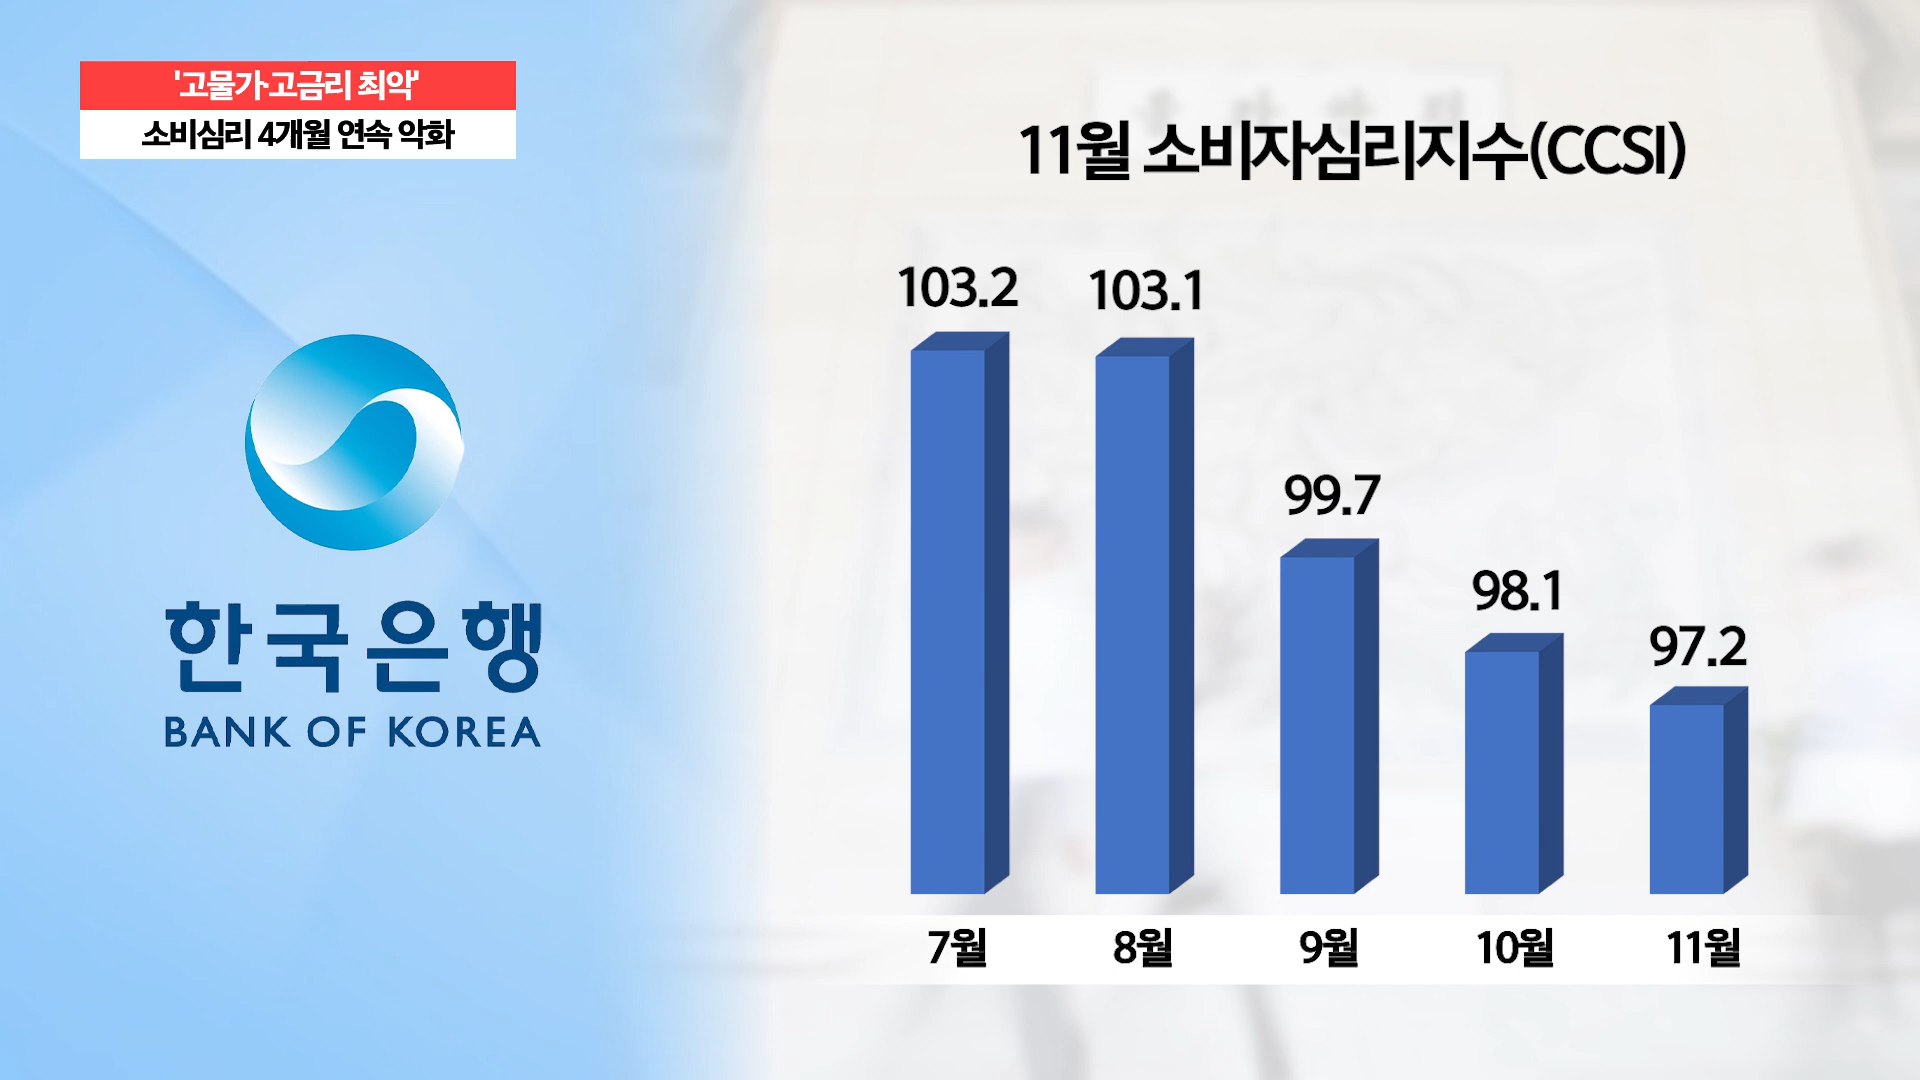 '고물가·고금리 최악'
소비심리 4개월 연속 악화
한국은행
BANK OF KOREA
11월 소비자심리지수(CCSI)
103.2
103.1
99.7
98.1
97.2
7월
8월
9월
10월
11월